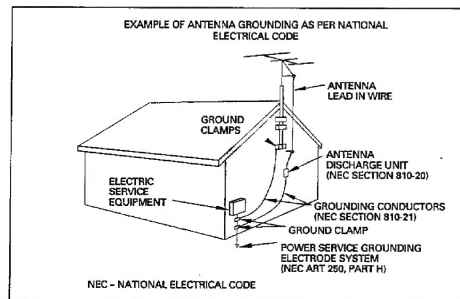 EXAMPLE OF ANTENNA GROUNDING AS PER NATIONAL
ELECTRICAL CODE
ANTENNA
LEAD IN WIRE
GROUND
CLAMPS
ANTENNA
DISCHARGE UNIT
(NEC SECTION 810-20)
ELECTRIC
SERVICE
EQUIPMENT
GROUNDING CONDUCTORS
(NEC SECTION 810-21)
GROUND CLAMP
POWER SERVICE GROUNDING
ELECTRODE SYSTEM
(NEC ART 250, PART H)
NEC – NATIONAL ELECTRICAL CODE